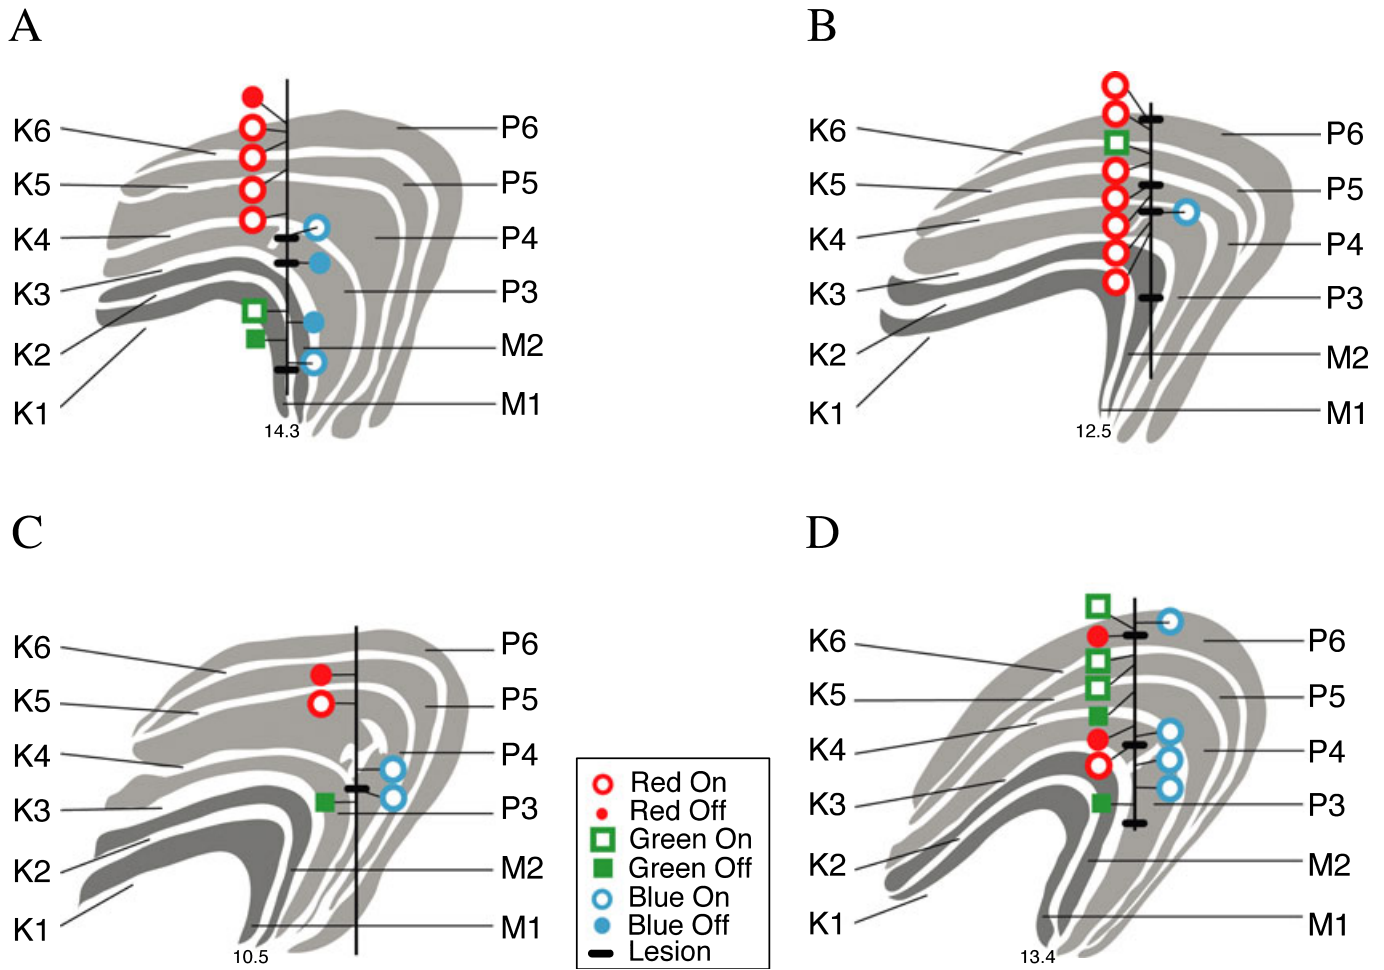 A
K6
K5
K4
K3
K2
K1
P6
P5
P4
P3
M2
M1
14.3
B
K6
K5
K4
K3
K2
K1
P6
P5
P4
P3
M2
M1
12.5
C
K6
K5
K4
K3
K2
K1
P6
P5
P4
P3
M2
M1
10.5
Red On
Red Off
Green On
Green Off
Blue On
Blue Off
Lesion
D
K6
K5
K4
K3
K2
K1
P6
P5
P4
P3
M2
M1
13.4